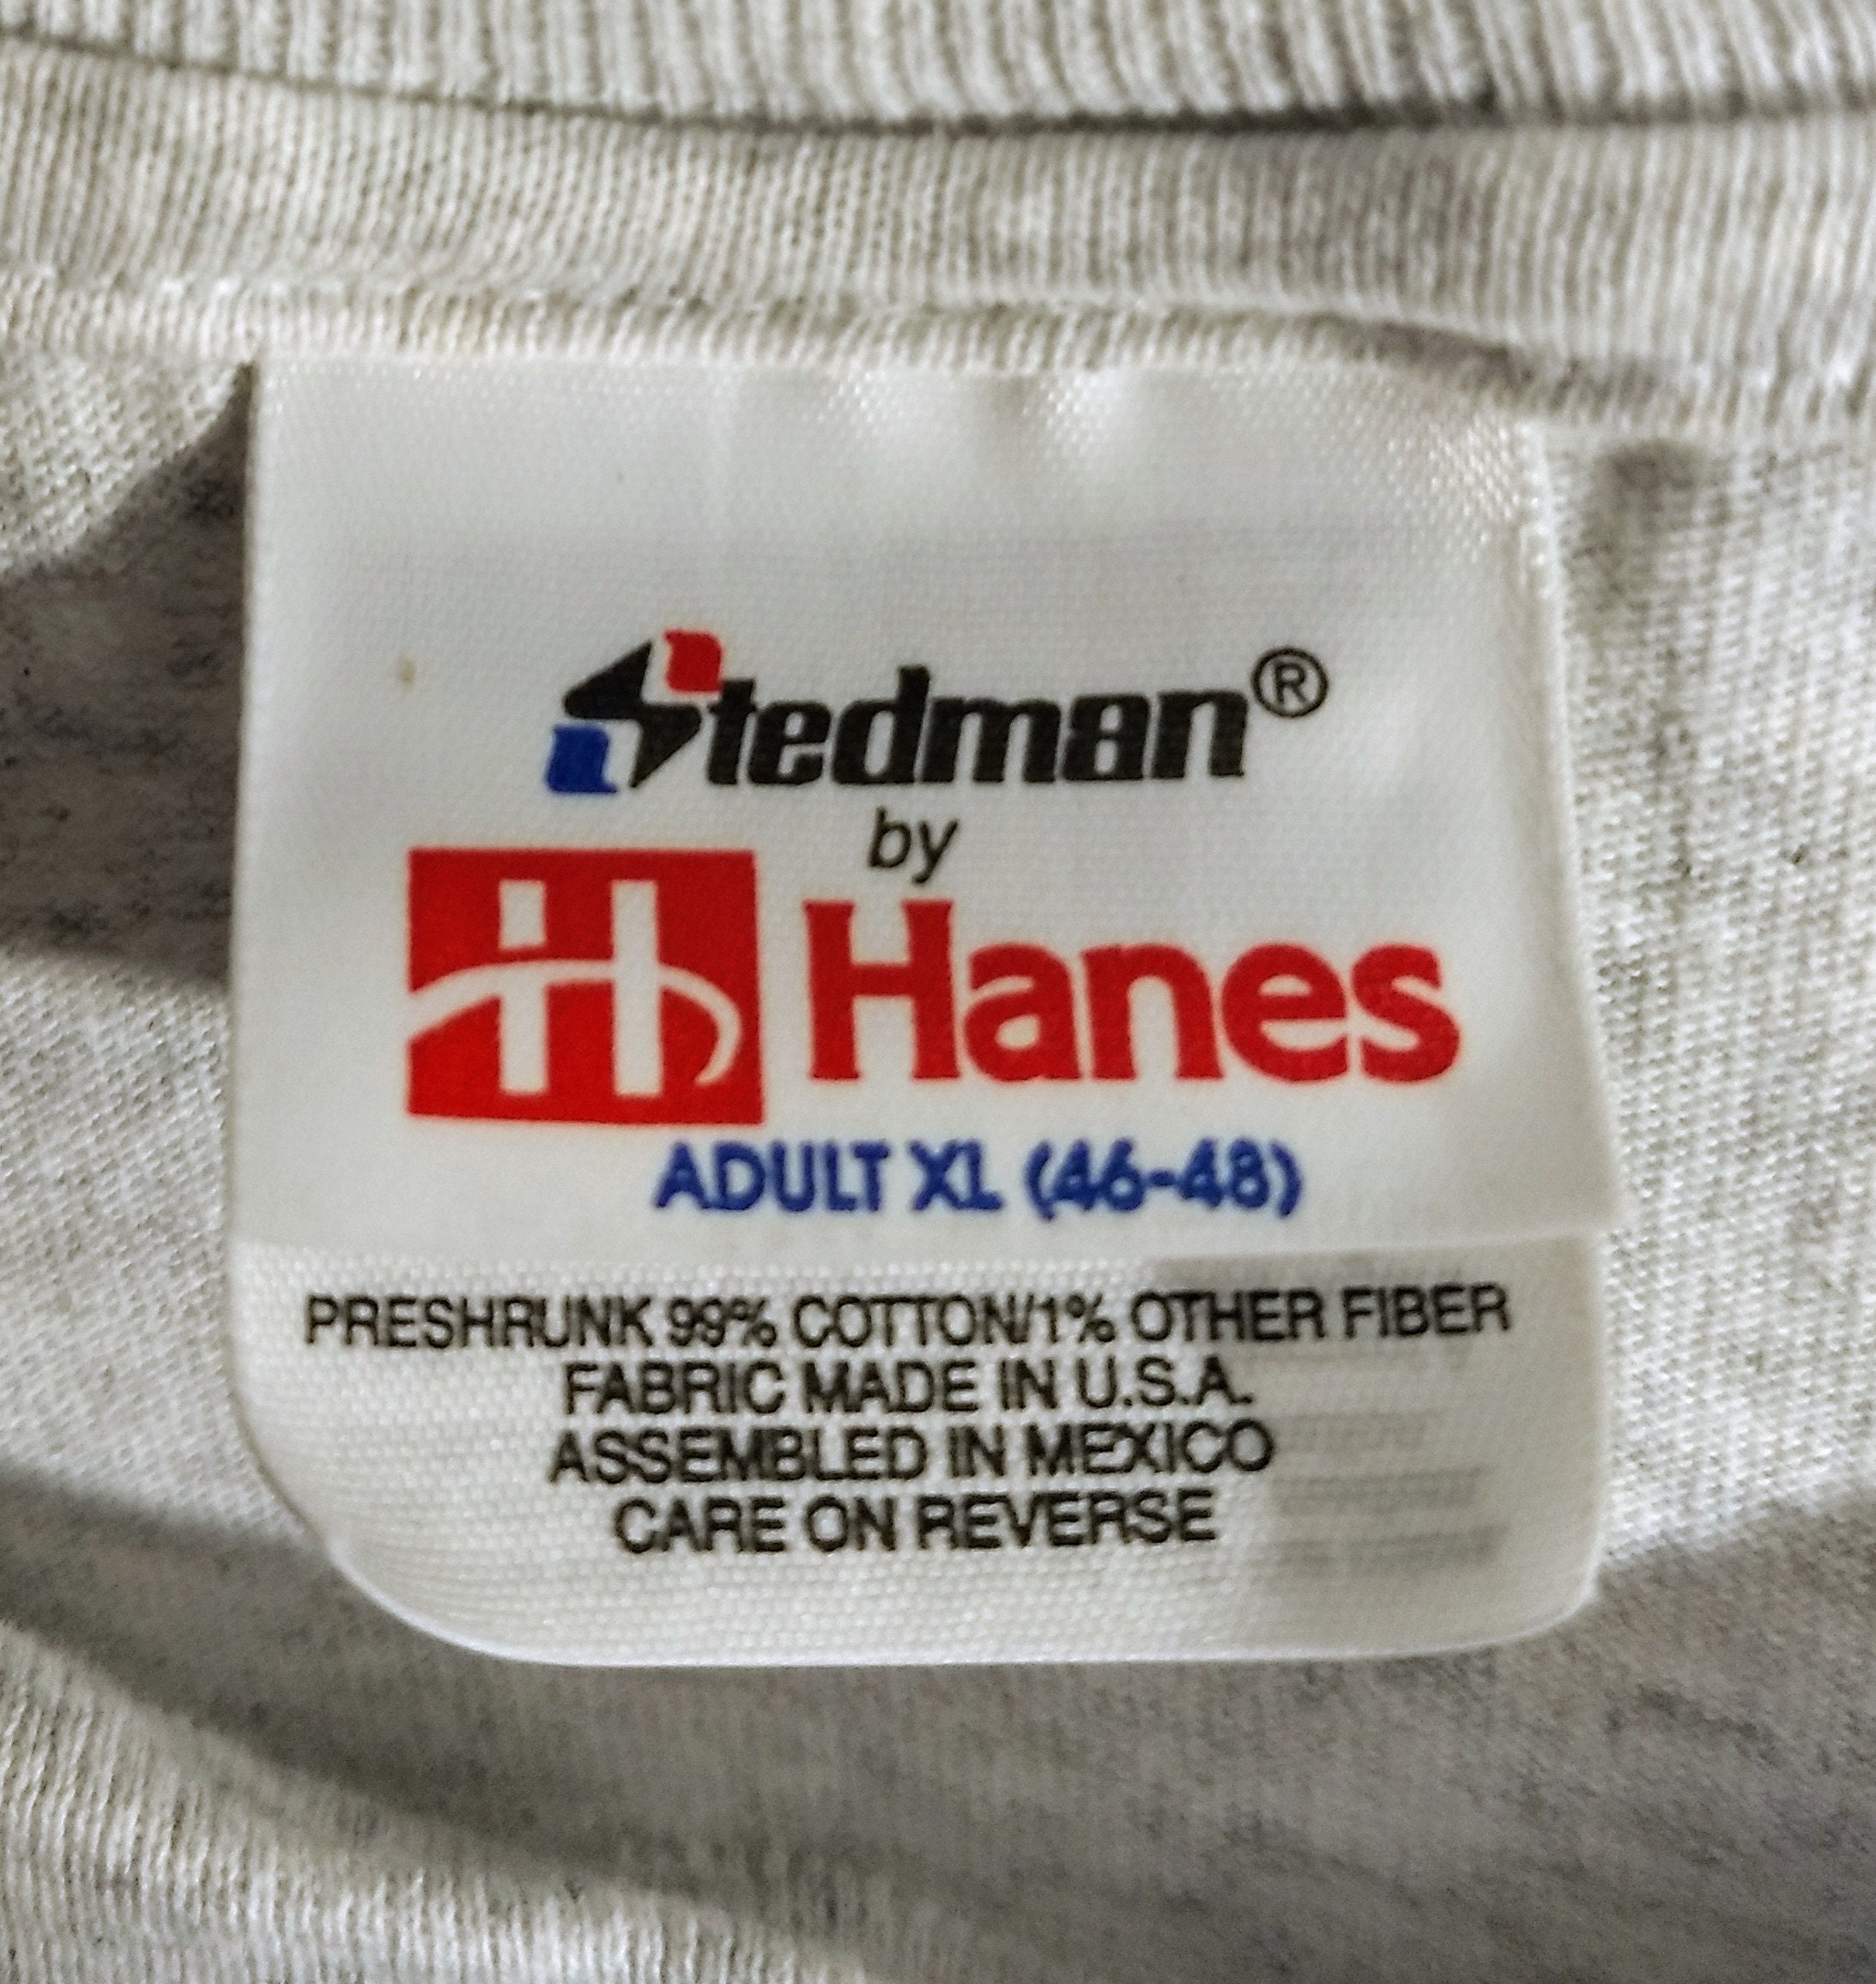 Stedman®
by
Hanes
ADULT XL (46-48)
PRESHRUNK 99% COTTON/1% OTHER FIBER
FABRIC MADE IN U.S.A.
ASSEMBLED IN MEXICO
CARE ON REVERSE